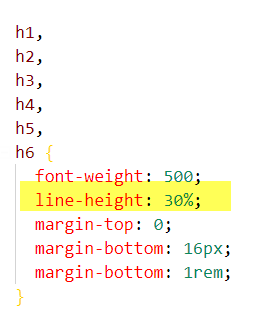 h1,
h2,
h3,
h4,
h5,
h6 {
  font-weight: 500;
  line-height: 30%;
  margin-top: 0;
  margin-bottom: 16px;
  margin-bottom: 1rem;
}